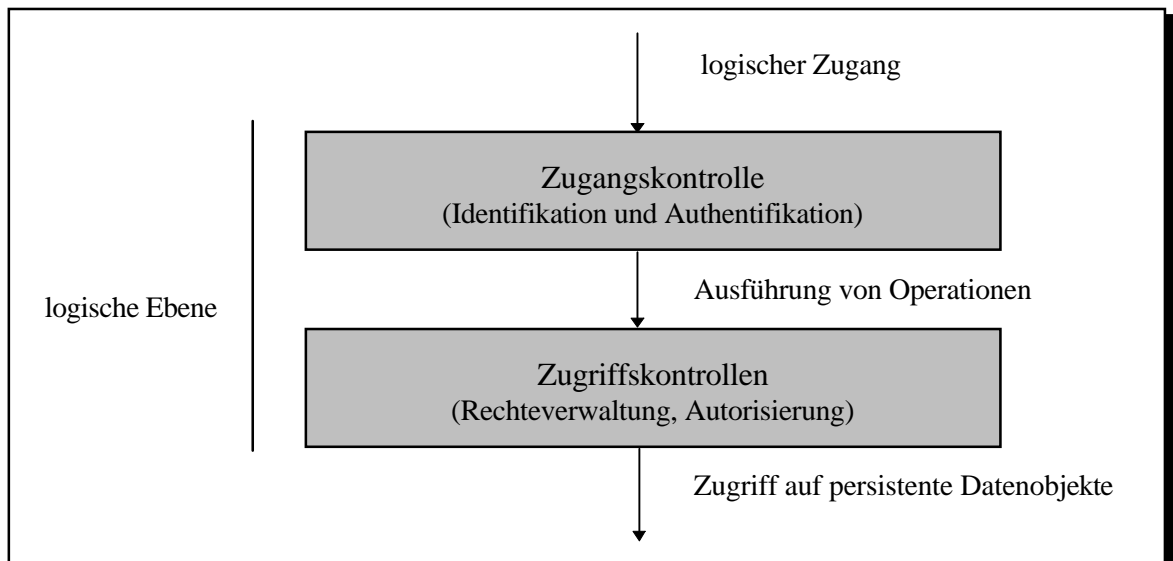 logischer Zugang
Zugangskontrolle
(Identifikation und Authentifikation)
logische Ebene
Ausführung von Operationen
Zugriffskontrollen
(Rechteverwaltung, Autorisierung)
Zugriff auf persistente Datenobjekte